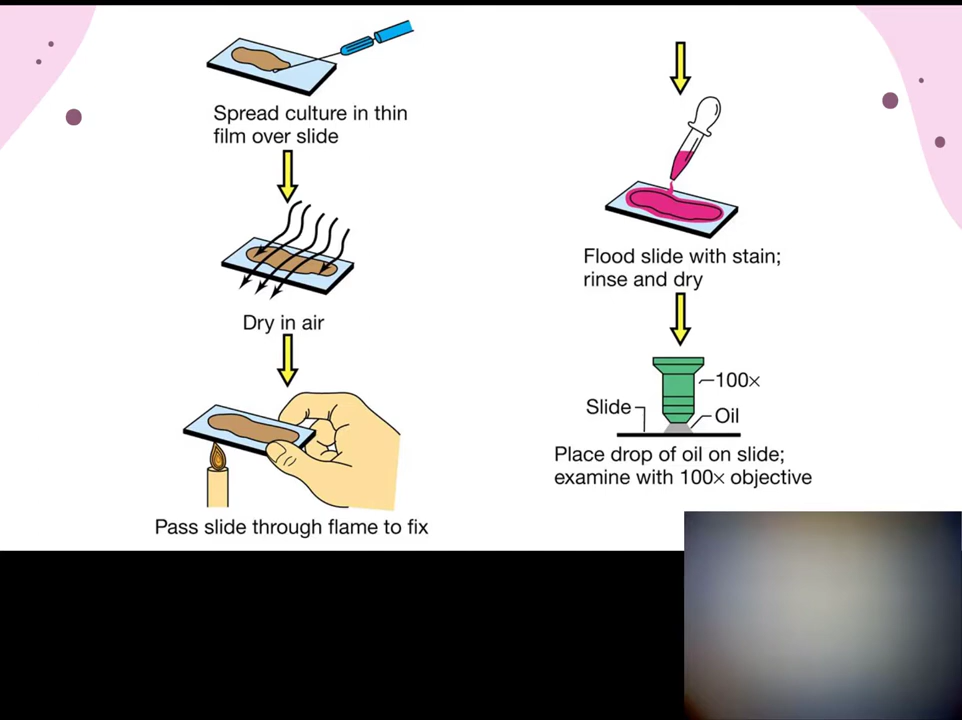 Spread culture in thin
film over slide
Dry in air
Pass slide through flame to fix
Flood slide with stain;
rinse and dry
100×
Slide
Oil
Place drop of oil on slide;
examine with 100× objective